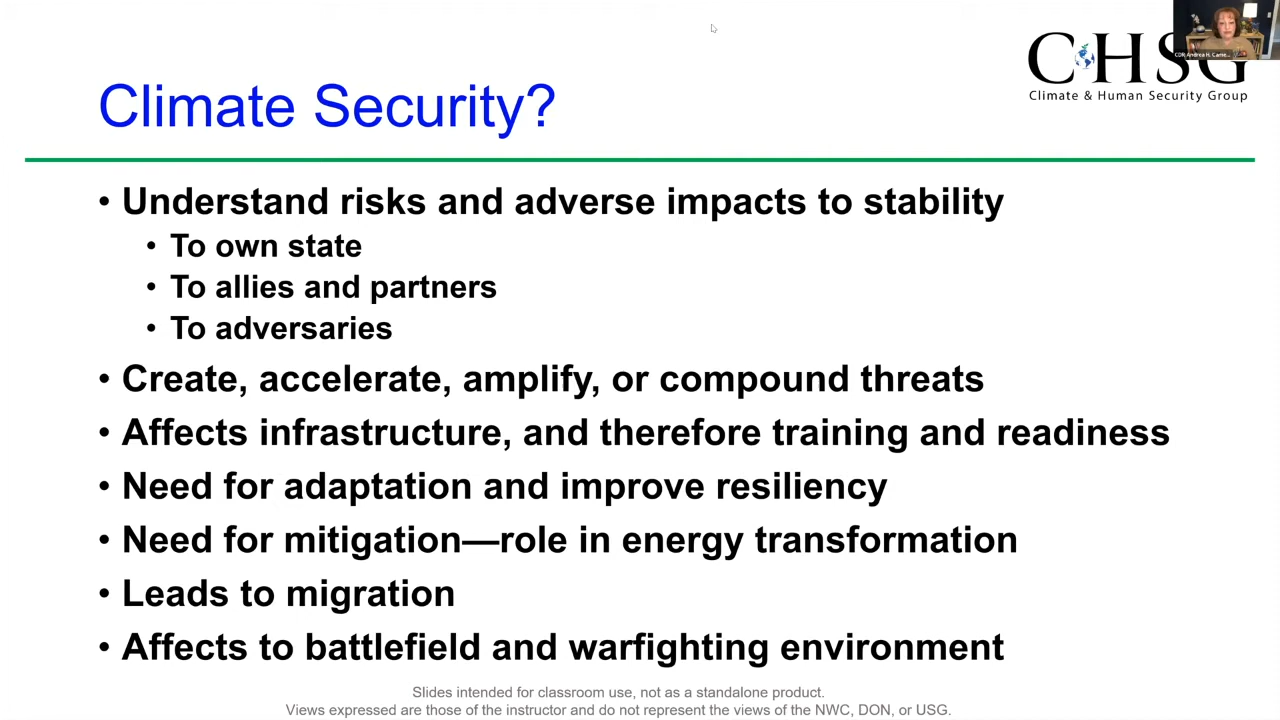 CHSG
Climate & Human Security Group
CDR Andrea H. Came...
Climate Security?
• Understand risks and adverse impacts to stability
• To own state
• To allies and partners
• To adversaries
• Create, accelerate, amplify, or compound threats
• Affects infrastructure, and therefore training and readiness
• Need for adaptation and improve resiliency
• Need for mitigation—role in energy transformation
• Leads to migration
• Affects to battlefield and warfighting environment
Slides intended for classroom use, not as a standalone product.
Views expressed are those of the instructor and do not represent the views of the NWC, DON, or USG.